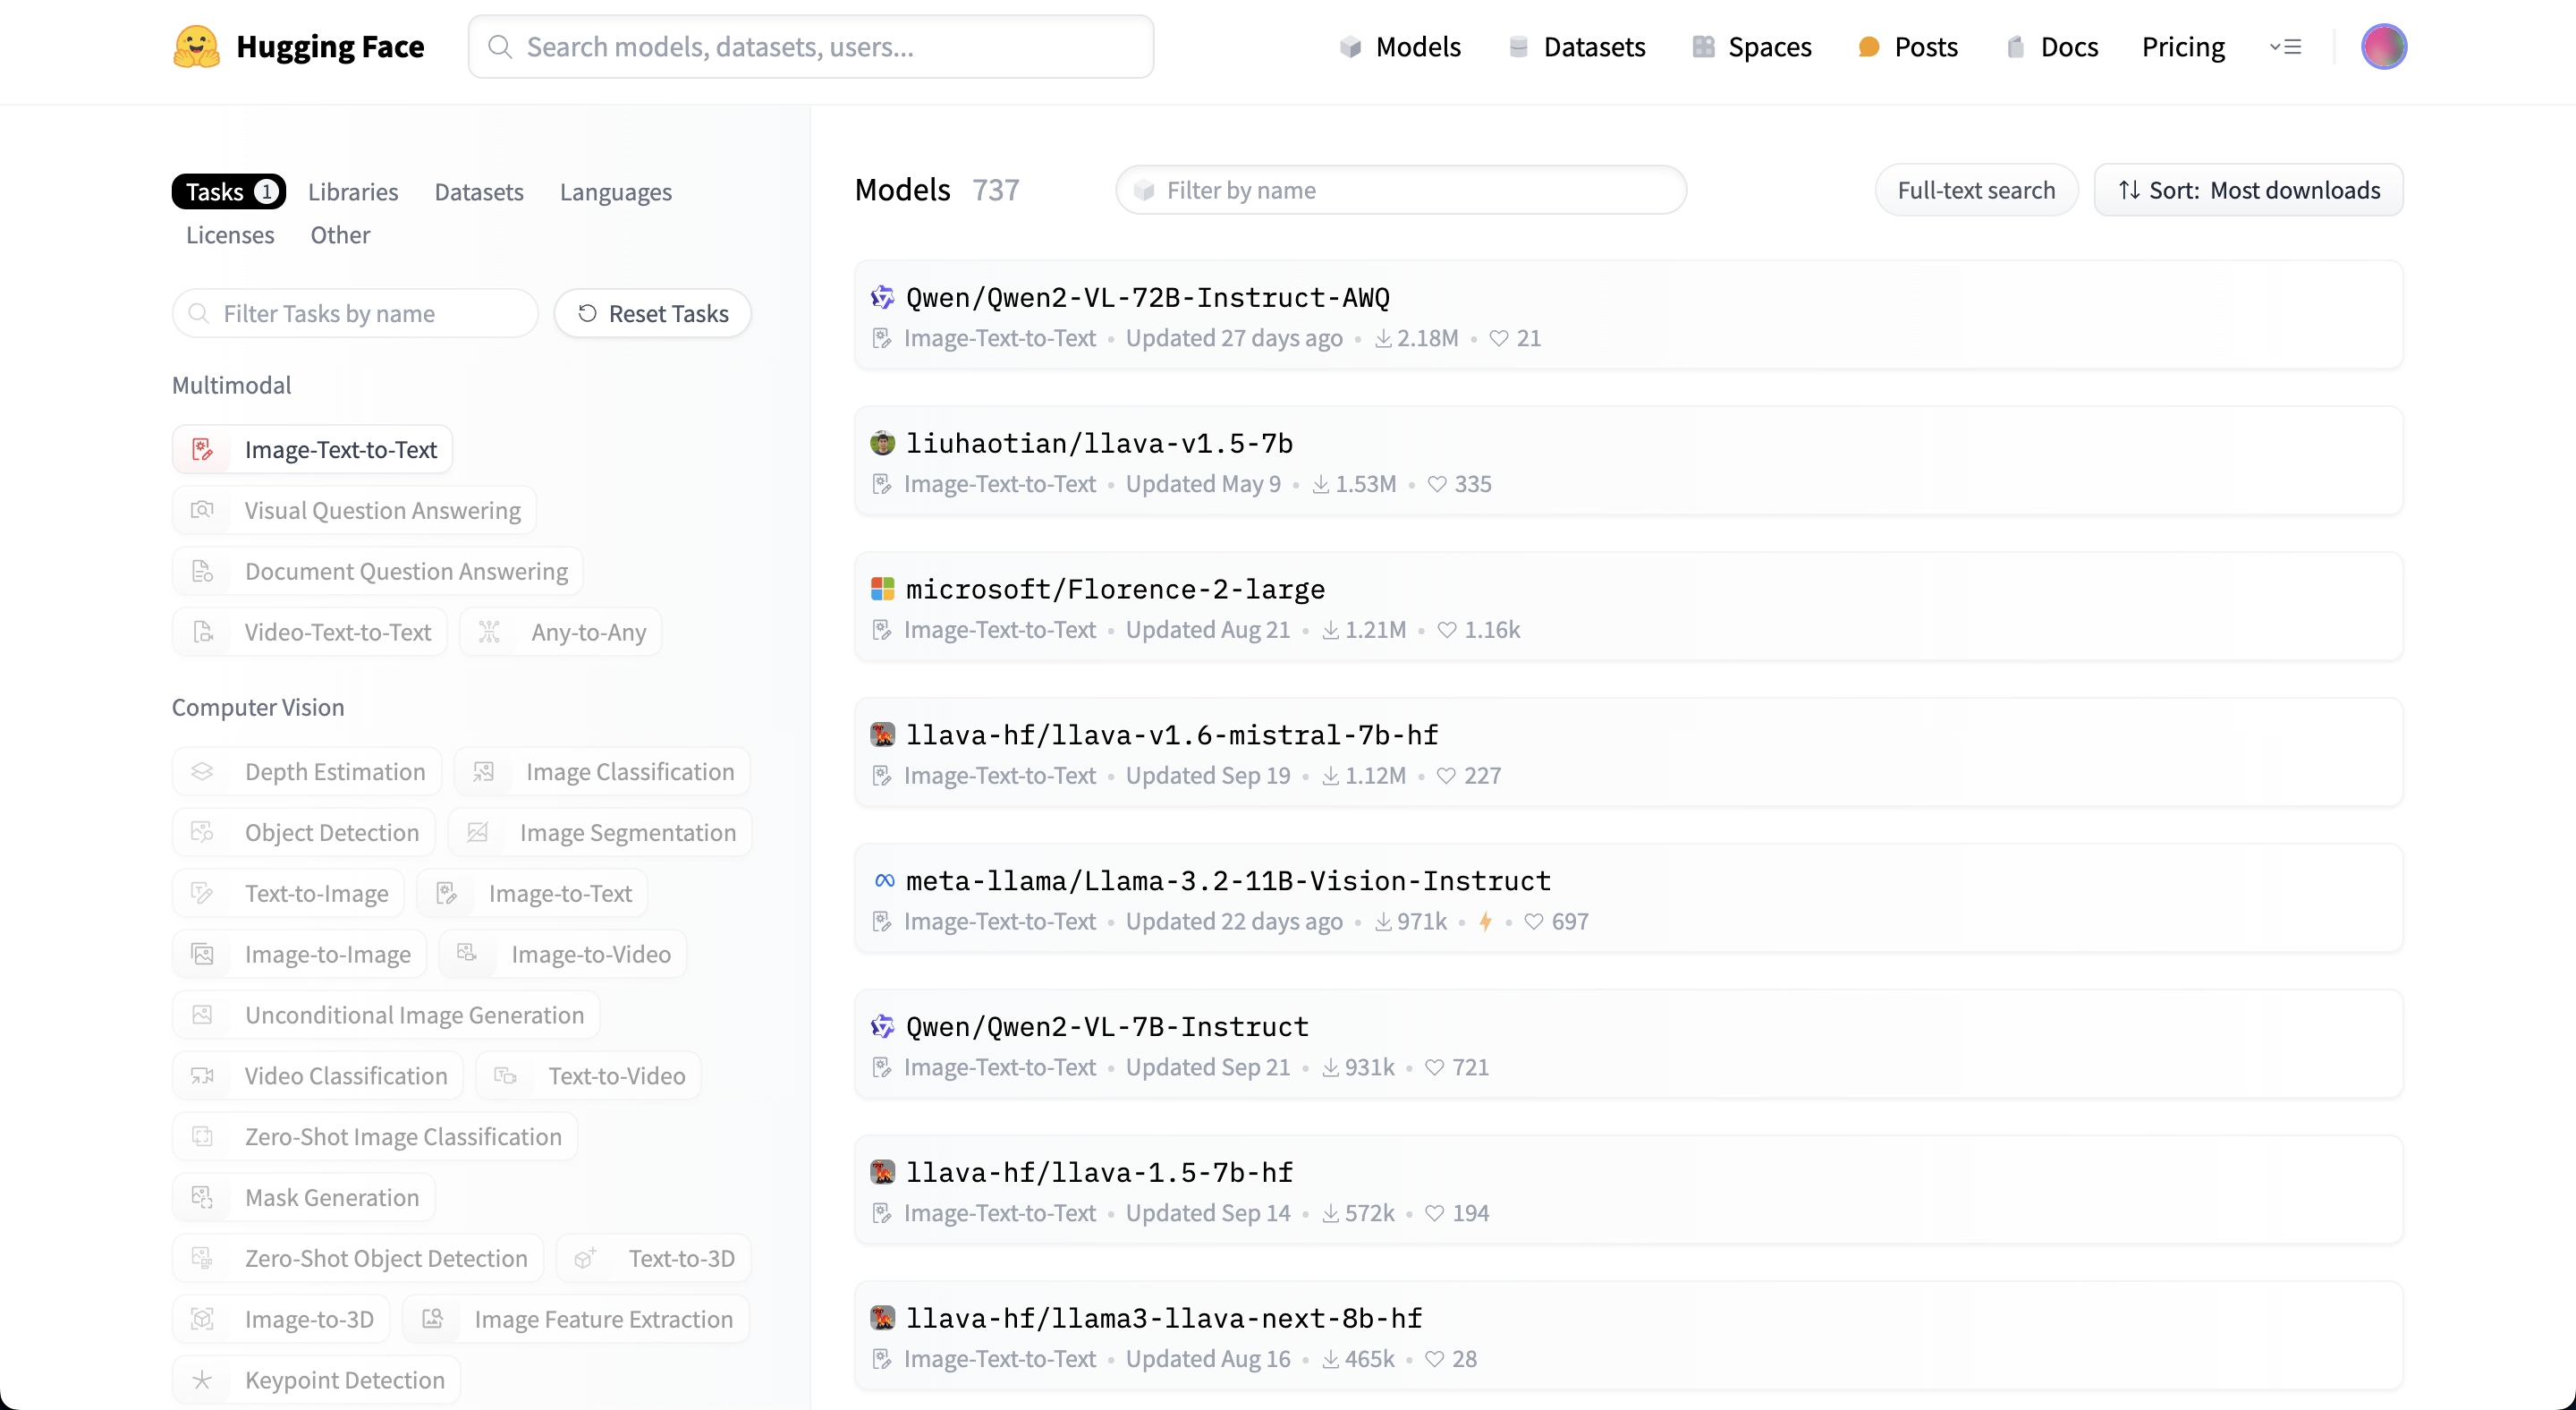 Hugging Face
Search models, datasets, users...
Models
Datasets
Spaces
Posts
Docs
Pricing
Tasks 1
Libraries
Datasets
Languages
Licenses
Other
Filter Tasks by name
Reset Tasks
Multimodal
Image-Text-to-Text
Visual Question Answering
Document Question Answering
Video-Text-to-Text
Any-to-Any
Computer Vision
Depth Estimation
Image Classification
Object Detection
Image Segmentation
Text-to-Image
Image-to-Text
Image-to-Image
Image-to-Video
Unconditional Image Generation
Video Classification
Text-to-Video
Zero-Shot Image Classification
Mask Generation
Zero-Shot Object Detection
Text-to-3D
Image-to-3D
Image Feature Extraction
Keypoint Detection
Models 737
Filter by name
Full-text search
Sort: Most downloads
Qwen/Qwen2-VL-72B-Instruct-AWQ
Image-Text-to-Text • Updated 27 days ago • 2.18M • 21
liuhaotian/llava-v1.5-7b
Image-Text-to-Text • Updated May 9 • 1.53M • 335
microsoft/Florence-2-large
Image-Text-to-Text • Updated Aug 21 • 1.21M • 1.16k
llava-hf/llava-v1.6-mistral-7b-hf
Image-Text-to-Text • Updated Sep 19 • 1.12M • 227
meta-llama/Llama-3.2-11B-Vision-Instruct
Image-Text-to-Text • Updated 22 days ago • 971k • • 697
Qwen/Qwen2-VL-7B-Instruct
Image-Text-to-Text • Updated Sep 21 • 931k • 721
llava-hf/llava-1.5-7b-hf
Image-Text-to-Text • Updated Sep 14 • 572k • 194
llava-hf/llama3-llava-next-8b-hf
Image-Text-to-Text • Updated Aug 16 • 465k • 28